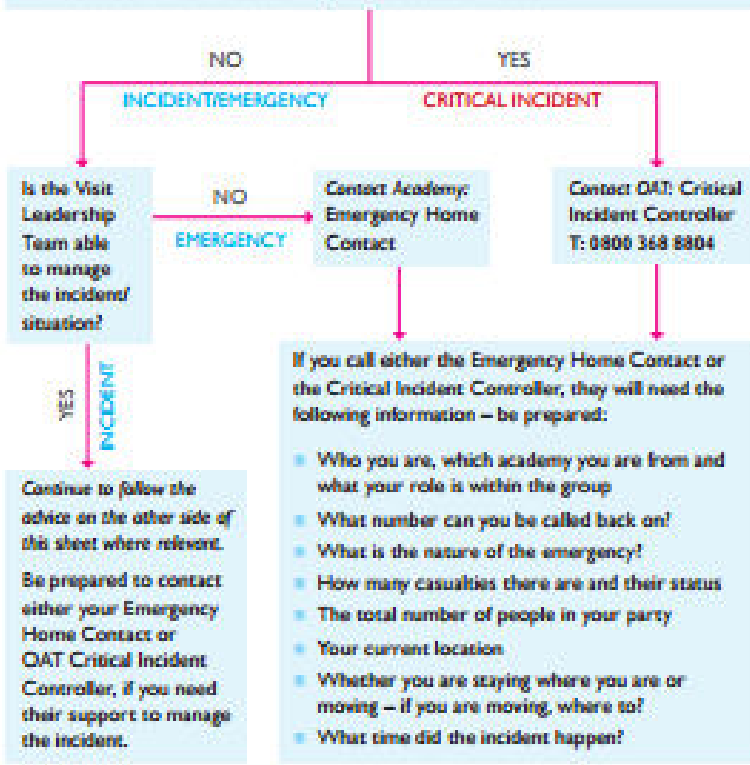 NO
YES
INCIDENT/EMERGENCY
CRITICAL INCIDENT
Is the Visit
Leadership
Team able
to manage
the incident/
situation?
NO
EMERGENCY
Contact Academy:
Emergency Home
Contact
Contact OAT: Critical
Incident Controller
T: 0800 368 8804
YES
INCIDENT
Continue to follow the
advice on the other side of
this sheet where relevant.
Be prepared to contact
either your Emergency
Home Contact or
OAT Critical Incident
Controller, if you need
their support to manage
the incident.
If you call either the Emergency Home Contact or
the Critical Incident Controller, they will need the
following information – be prepared:
Who you are, which academy you are from and
what your role is within the group
What number can you be called back on?
What is the nature of the emergency?
How many casualties there are and their status
The total number of people in your party
Your current location
Whether you are staying where you are or
moving – if you are moving, where to?
What time did the incident happen?